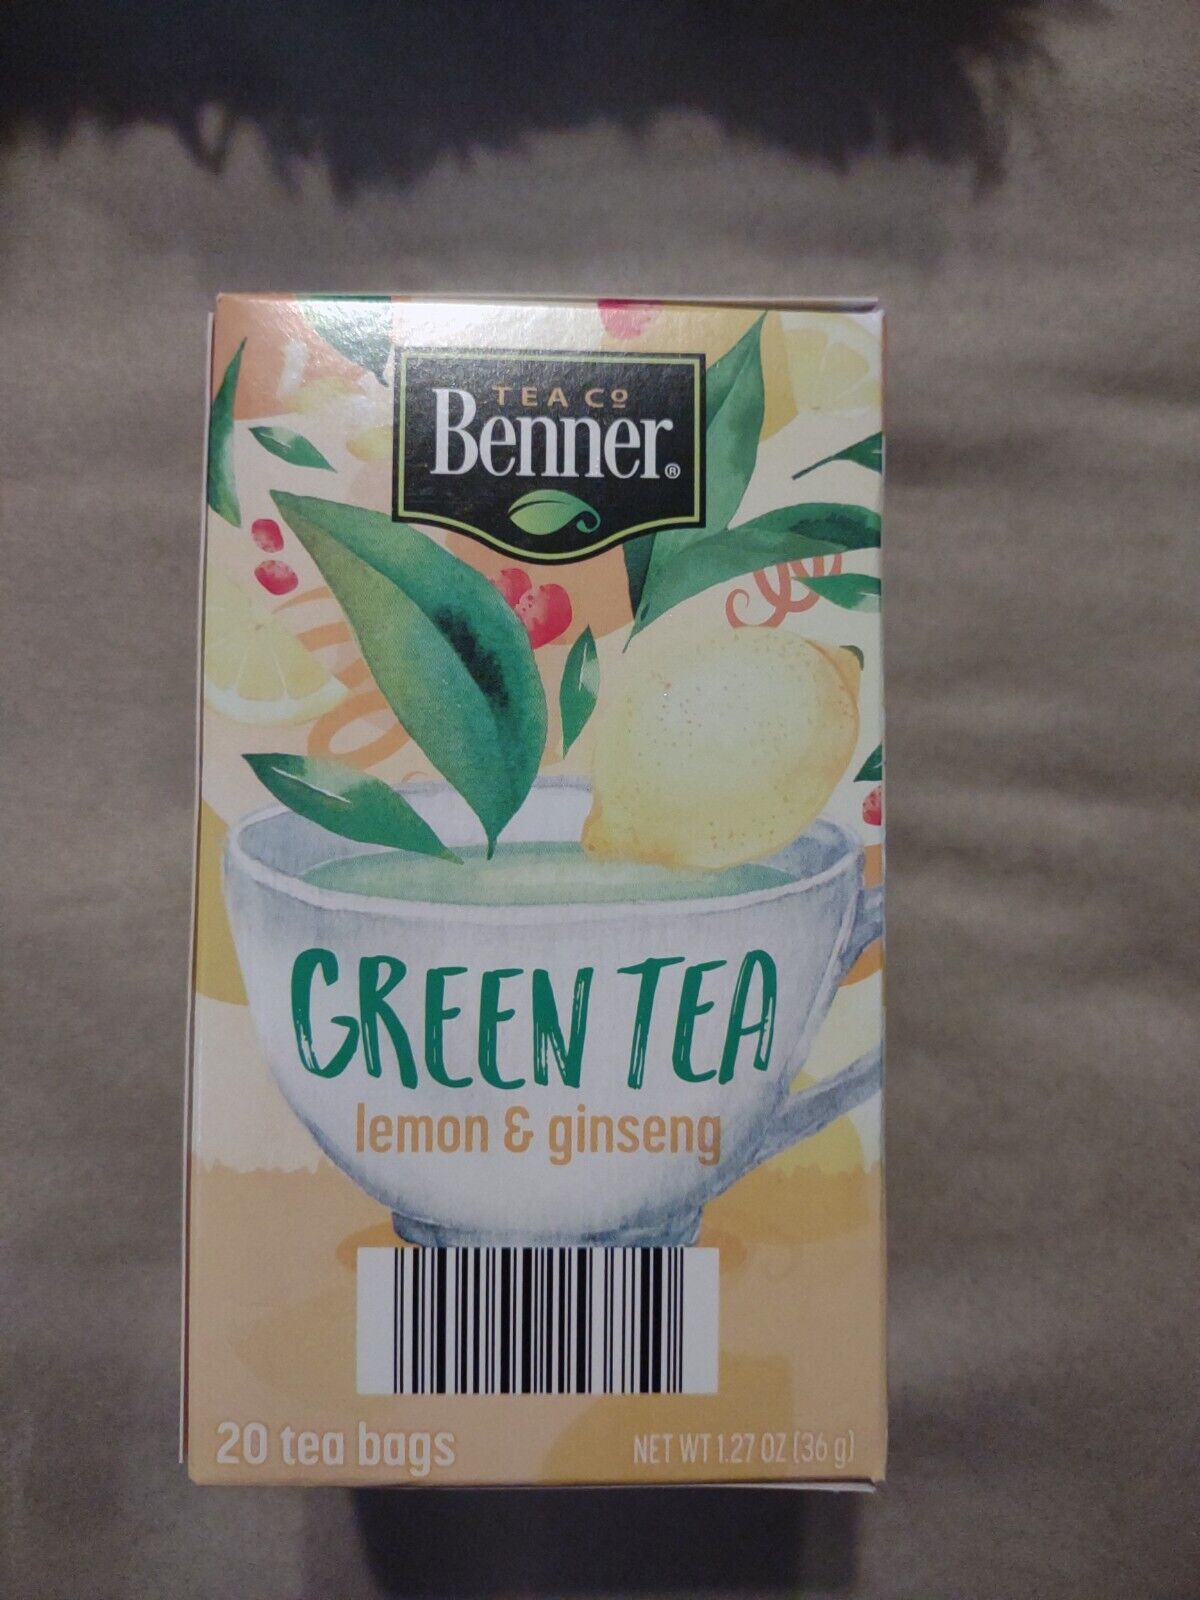 TEA Cº
Benner®
GREEN TEA
lemon & ginseng
20 tea bags
NET WT 1.27 OZ (36 g)